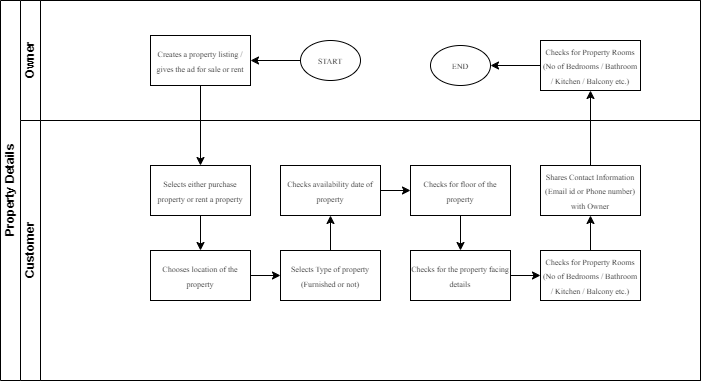 Property Details
Owner
Creates a property listing /
gives the ad for sale or rent
START
END
Checks for Property Rooms
(No of Bedrooms / Bathroom
/ Kitchen / Balcony etc.)
Customer
Selects either purchase
property or rent a property
Checks availability date of
property
Checks for floor of the
property
Shares Contact Information
(Email id or Phone number)
with Owner
Chooses location of the
property
Selects Type of property
(Furnished or not)
Checks for the property facing
details
Checks for Property Rooms
(No of Bedrooms / Bathroom
/ Kitchen / Balcony etc.)